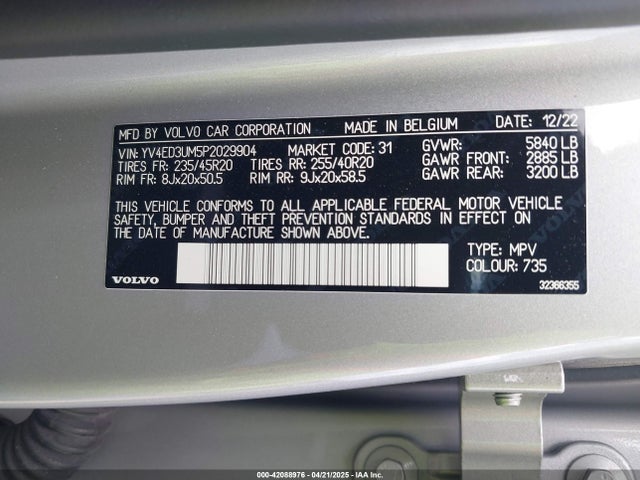 MFD BY VOLVO CAR CORPORATION MADE IN BELGIUM DATE: 12/22
VIN: YV4ED3UM5P2029904 MARKET CODE: 31 GVWR: 5840 LB
TIRES FR: 235/45R20 TIRES RR: 255/40R20 GAWR FRONT: 2885 LB
RIM FR: 8Jx20x50.5 RIM RR: 9Jx20x58.5 GAWR REAR: 3200 LB
THIS VEHICLE CONFORMS TO ALL APPLICABLE FEDERAL MOTOR VEHICLE
SAFETY, BUMPER AND THEFT PREVENTION STANDARDS IN EFFECT ON
THE DATE OF MANUFACTURE SHOWN ABOVE.
TYPE: MPV
COLOUR: 735
VOLVO
32366355
000-42088976 - 04/21/2025 - IAA Inc.